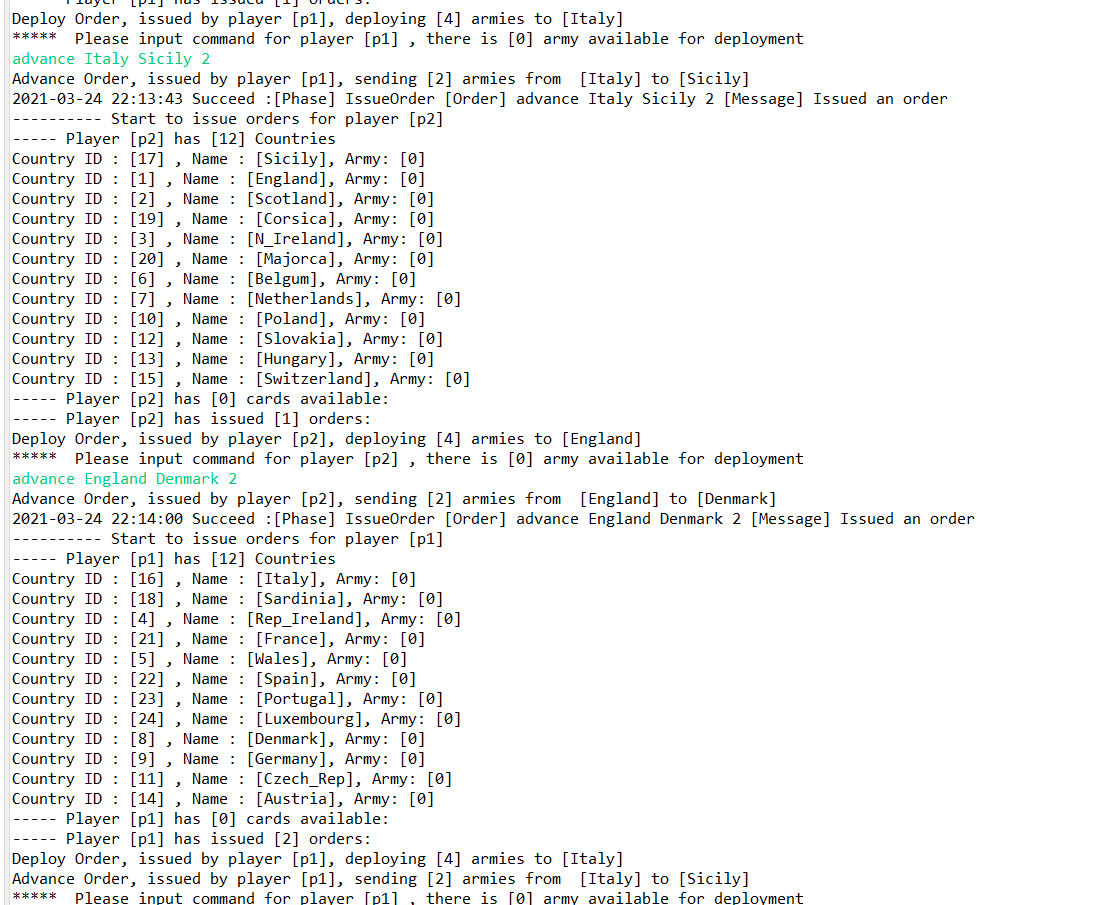 Player [p1] has issued [1] orders:
Deploy Order, issued by player [p1], deploying [4] armies to [Italy]
*****  Please input command for player [p1] , there is [0] army available for deployment
advance Italy Sicily 2
Advance Order, issued by player [p1], sending [2] armies from  [Italy] to [Sicily]
2021-03-24 22:13:43 Succeed :[Phase] IssueOrder [Order] advance Italy Sicily 2 [Message] Issued an order
---------- Start to issue orders for player [p2]
----- Player [p2] has [12] Countries
Country ID : [17] , Name : [Sicily], Army: [0]
Country ID : [1] , Name : [England], Army: [0]
Country ID : [2] , Name : [Scotland], Army: [0]
Country ID : [19] , Name : [Corsica], Army: [0]
Country ID : [3] , Name : [N_Ireland], Army: [0]
Country ID : [20] , Name : [Majorca], Army: [0]
Country ID : [6] , Name : [Belgum], Army: [0]
Country ID : [7] , Name : [Netherlands], Army: [0]
Country ID : [10] , Name : [Poland], Army: [0]
Country ID : [12] , Name : [Slovakia], Army: [0]
Country ID : [13] , Name : [Hungary], Army: [0]
Country ID : [15] , Name : [Switzerland], Army: [0]
----- Player [p2] has [0] cards available:
----- Player [p2] has issued [1] orders:
Deploy Order, issued by player [p2], deploying [4] armies to [England]
*****  Please input command for player [p2] , there is [0] army available for deployment
advance England Denmark 2
Advance Order, issued by player [p2], sending [2] armies from  [England] to [Denmark]
2021-03-24 22:14:00 Succeed :[Phase] IssueOrder [Order] advance England Denmark 2 [Message] Issued an order
---------- Start to issue orders for player [p1]
----- Player [p1] has [12] Countries
Country ID : [16] , Name : [Italy], Army: [0]
Country ID : [18] , Name : [Sardinia], Army: [0]
Country ID : [4] , Name : [Rep_Ireland], Army: [0]
Country ID : [21] , Name : [France], Army: [0]
Country ID : [5] , Name : [Wales], Army: [0]
Country ID : [22] , Name : [Spain], Army: [0]
Country ID : [23] , Name : [Portugal], Army: [0]
Country ID : [24] , Name : [Luxembourg], Army: [0]
Country ID : [8] , Name : [Denmark], Army: [0]
Country ID : [9] , Name : [Germany], Army: [0]
Country ID : [11] , Name : [Czech_Rep], Army: [0]
Country ID : [14] , Name : [Austria], Army: [0]
----- Player [p1] has [0] cards available:
----- Player [p1] has issued [2] orders:
Deploy Order, issued by player [p1], deploying [4] armies to [Italy]
Advance Order, issued by player [p1], sending [2] armies from  [Italy] to [Sicily]
*****  Please input command for player [p1] , there is [0] army available for deployment